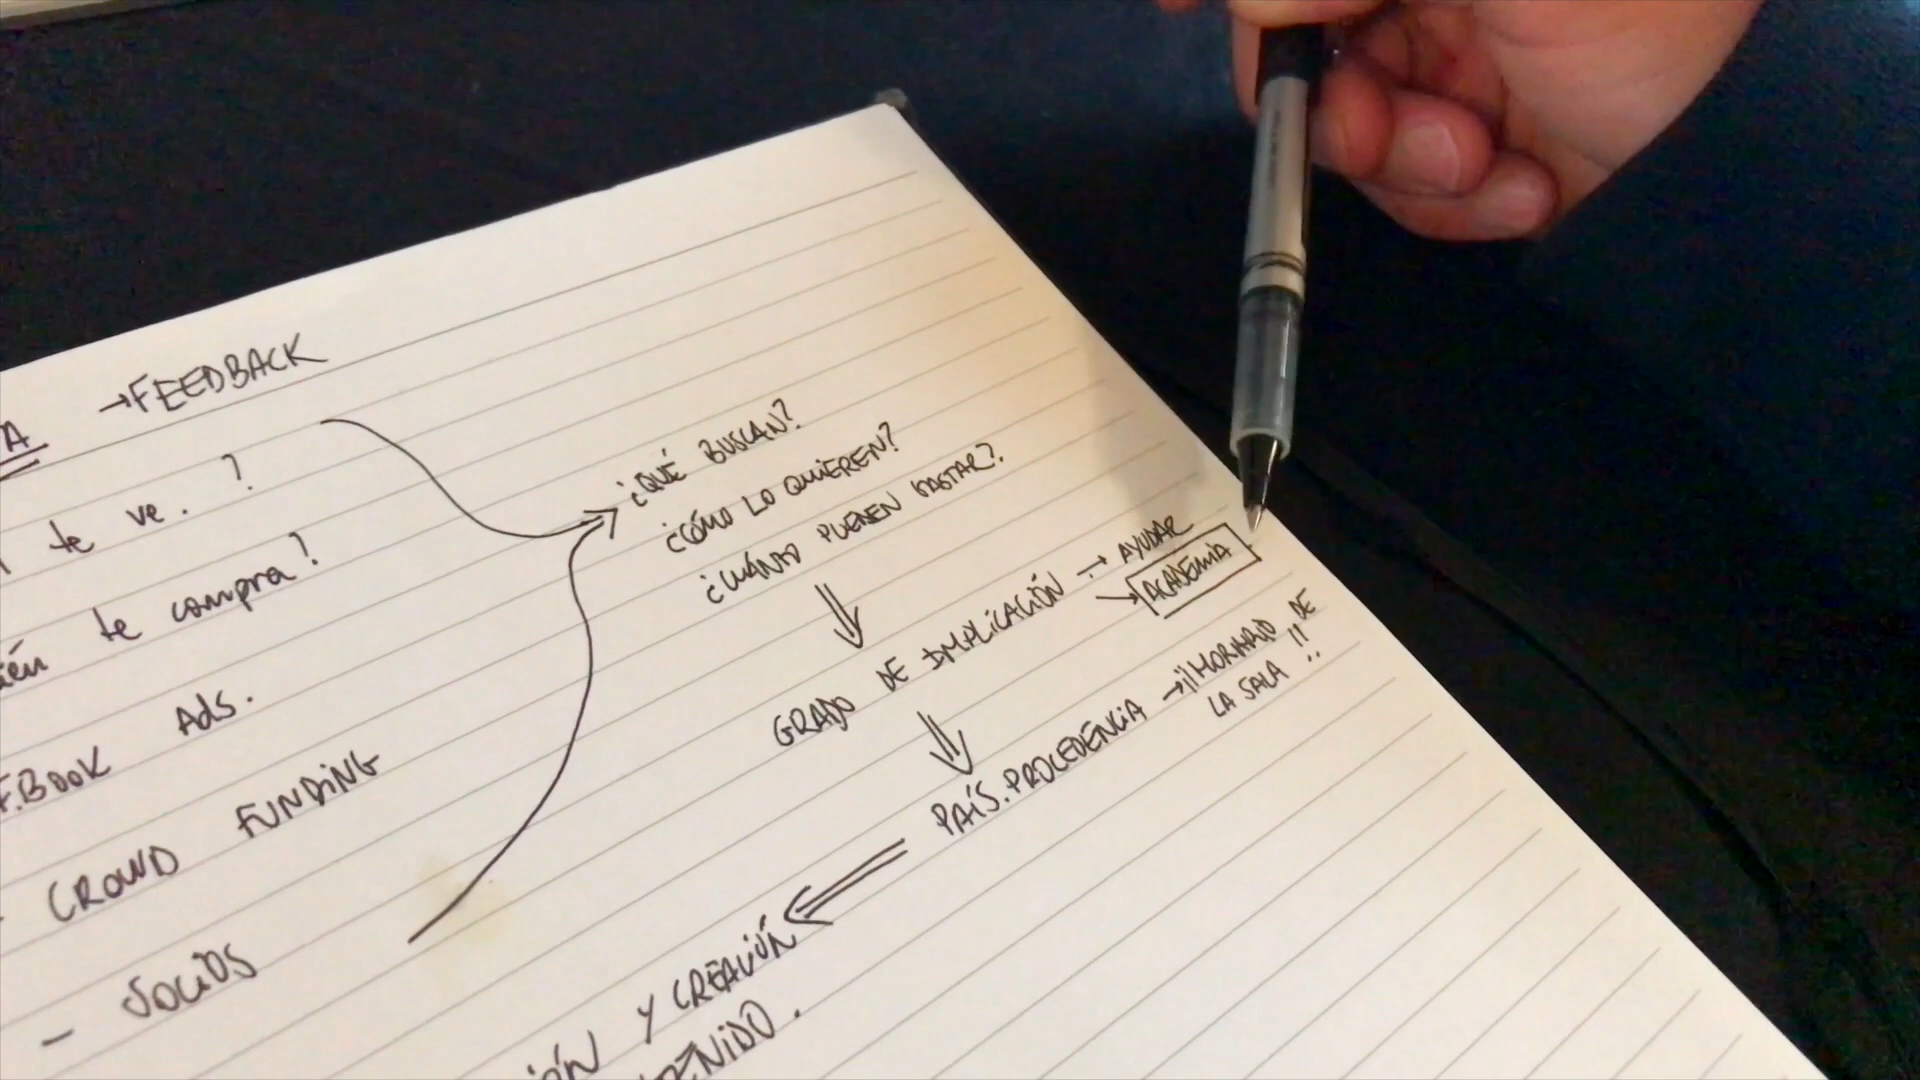 →FEEDBACK
A
te ve. ?
te compra?
F.BOOK Ads.
- CROWD FUNDING
- SOCIOS
¿QUÉ BUSCAN?
¿CÓMO LO QUIEREN?
¿CUÁNTO PUEDEN GASTAR?.
GRADO DE IMPLICACIÓN → AYUDAR
→ ACADEMIA
PAÍS.PROCEDENCIA →¡¡HORARIO DE
LA SALA !!
Y CREACIÓN